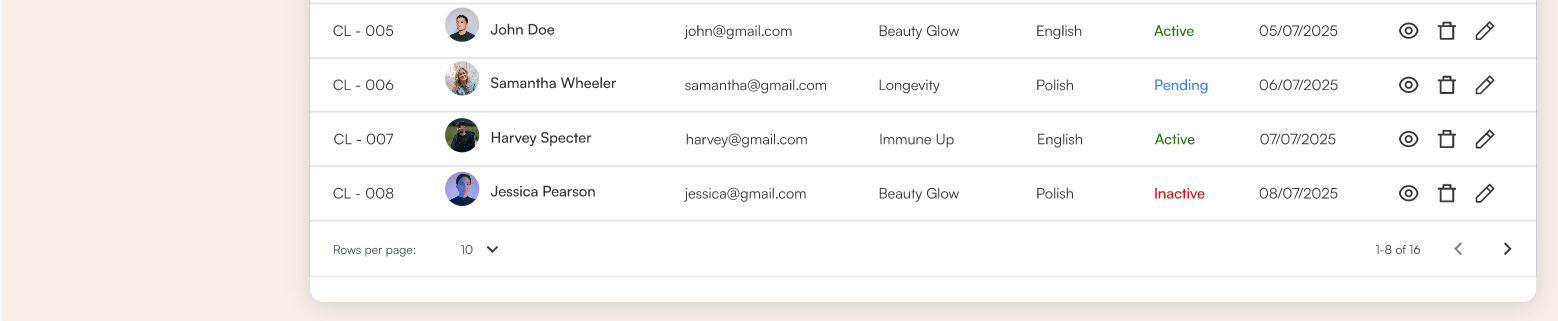 CL - 005 John Doe john@gmail.com Beauty Glow English Active 05/07/2025
CL - 006 Samantha Wheeler samantha@gmail.com Longevity Polish Pending 06/07/2025
CL - 007 Harvey Specter harvey@gmail.com Immune Up English Active 07/07/2025
CL - 008 Jessica Pearson jessica@gmail.com Beauty Glow Polish Inactive 08/07/2025
Rows per page: 10 1-8 of 16